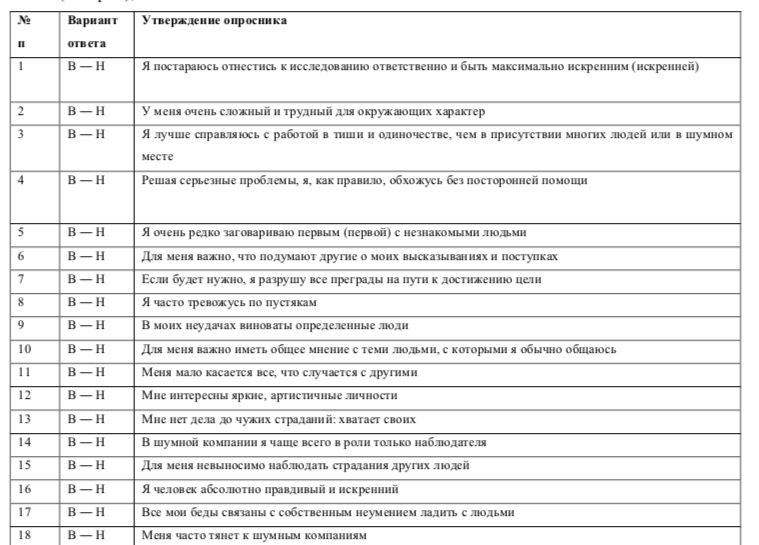 № п Вариант ответа Утверждение опросника
1 В — Н Я постараюсь отнестись к исследованию ответственно и быть максимально искренним (искренней)
2 В — Н У меня очень сложный и трудный для окружающих характер
3 В — Н Я лучше справляюсь с работой в тиши и одиночестве, чем в присутствии многих людей или в шумном
месте
4 В — Н Решая серьезные проблемы, я, как правило, обхожусь без посторонней помощи
5 В — Н Я очень редко заговариваю первым (первой) с незнакомыми людьми
6 В — Н Для меня важно, что подумают другие о моих высказываниях и поступках
7 В — Н Если будет нужно, я разрушу все преграды на пути к достижению цели
8 В — Н Я часто тревожусь по пустякам
9 В — Н В моих неудачах виноваты определенные люди
10 В — Н Для меня важно иметь общее мнение с теми людьми, с которыми я обычно общаюсь
11 В — Н Меня мало касается все, что случается с другими
12 В — Н Мне интересны яркие, артистичные личности
13 В — Н Мне нет дела до чужих страданий: хватает своих
14 В — Н В шумной компании я чаще всего в роли только наблюдателя
15 В — Н Для меня невыносимо наблюдать страдания других людей
16 В — Н Я человек абсолютно правдивый и искренний
17 В — Н Все мои беды связаны с собственным неумением ладить с людьми
18 В — Н Меня часто тянет к шумным компаниям